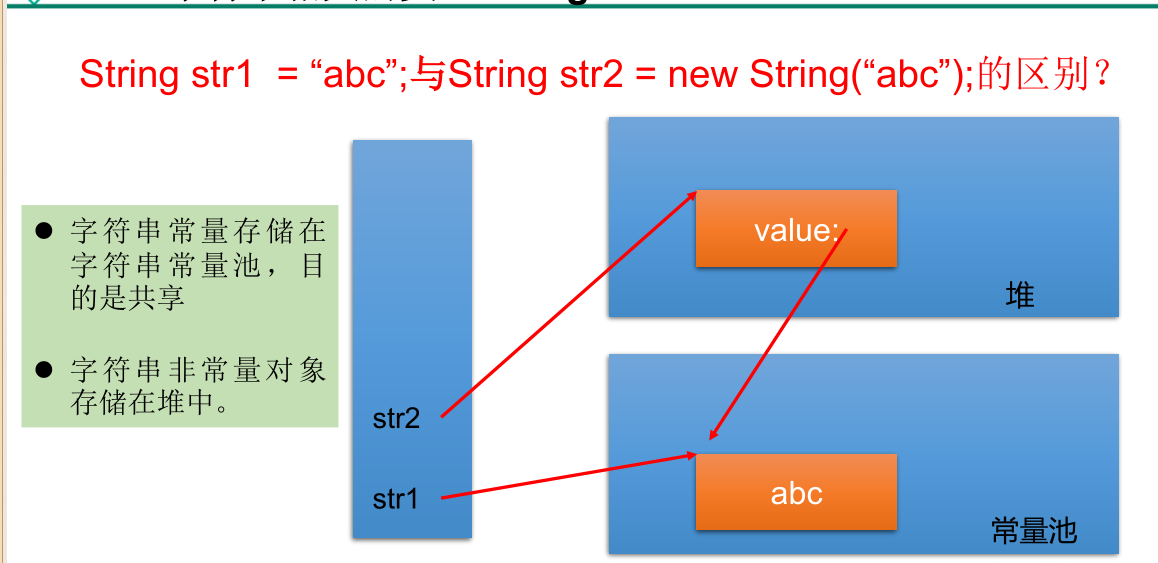 String str1 = “abc”;与String str2 = new String(“abc”);的区别？
● 字符串常量存储在
字符串常量池，目
的是共享
● 字符串非常量对象
存储在堆中。
str2
str1
value:
堆
abc
常量池